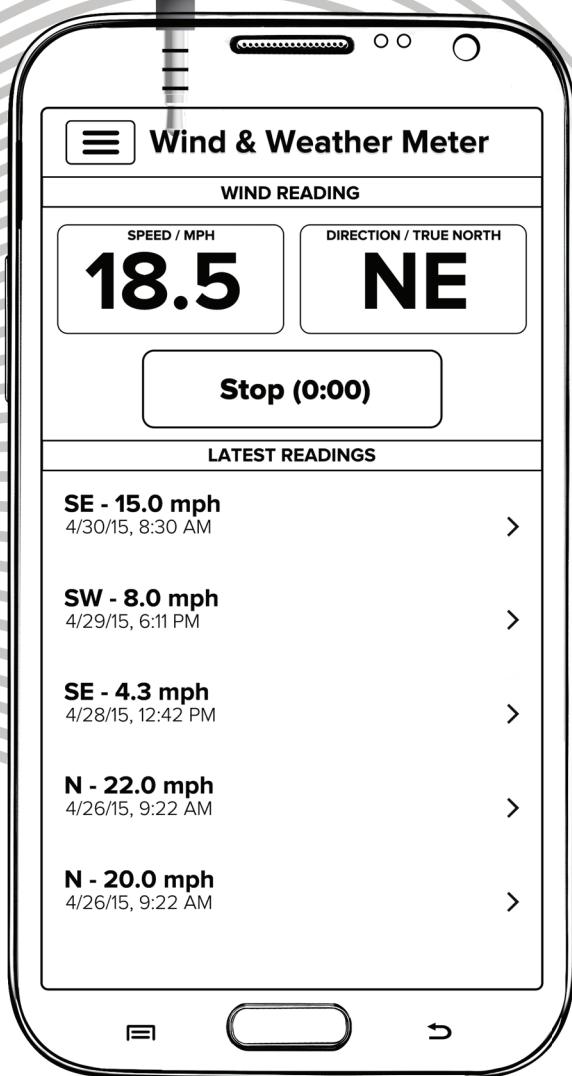 Wind & Weather Meter
WIND READING
SPEED / MPH
18.5
DIRECTION / TRUE NORTH
NE
Stop (0:00)
LATEST READINGS
SE - 15.0 mph
4/30/15, 8:30 AM
SW - 8.0 mph
4/29/15, 6:11 PM
SE - 4.3 mph
4/28/15, 12:42 PM
N - 22.0 mph
4/26/15, 9:22 AM
N - 20.0 mph
4/26/15, 9:22 AM